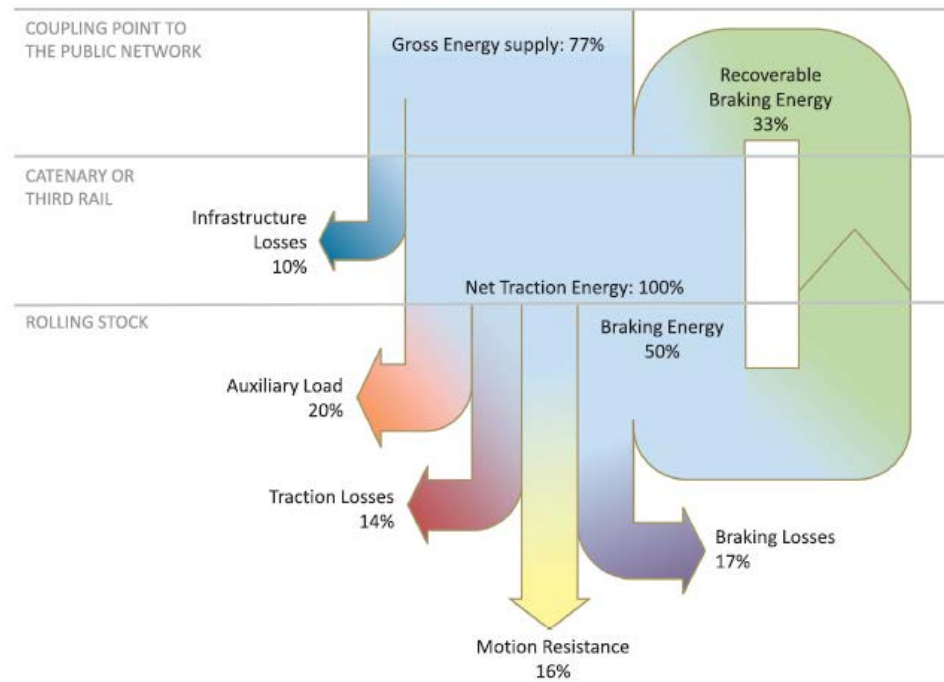 COUPLING POINT TO
THE PUBLIC NETWORK
Gross Energy supply: 77%
Recoverable
Braking Energy
33%
CATENARY OR
THIRD RAIL
Infrastructure
Losses
10%
Net Traction Energy: 100%
ROLLING STOCK
Braking Energy
50%
Auxiliary Load
20%
Traction Losses
14%
Braking Losses
17%
Motion Resistance
16%